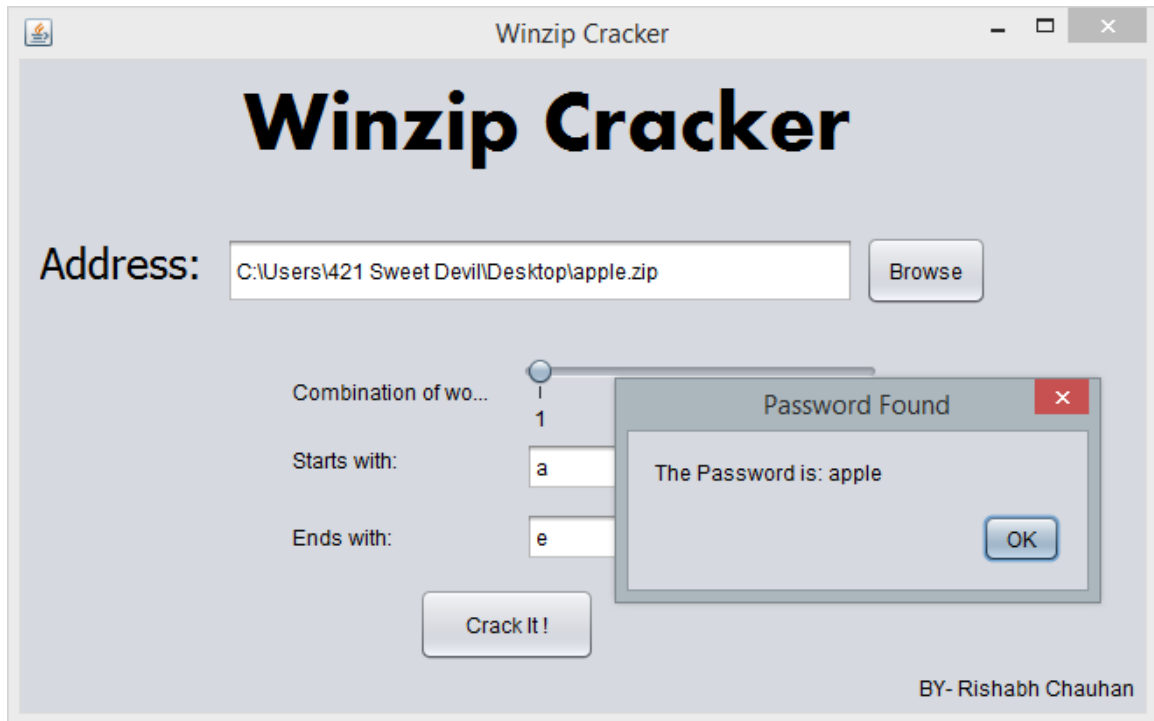 Winzip Cracker
Winzip Cracker
Address:
C:\Users\421 Sweet Devil\Desktop\apple.zip
Browse
Combination of wo...
1
Password Found
Starts with:
a
The Password is: apple
OK
Ends with:
e
Crack It !
BY- Rishabh Chauhan